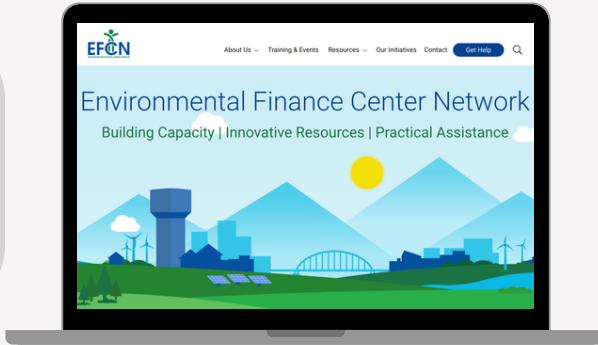 EFCN
About Us
Training & Events
Resources
Our Initiatives
Contact
Get Help
Environmental Finance Center Network
Building Capacity | Innovative Resources | Practical Assistance